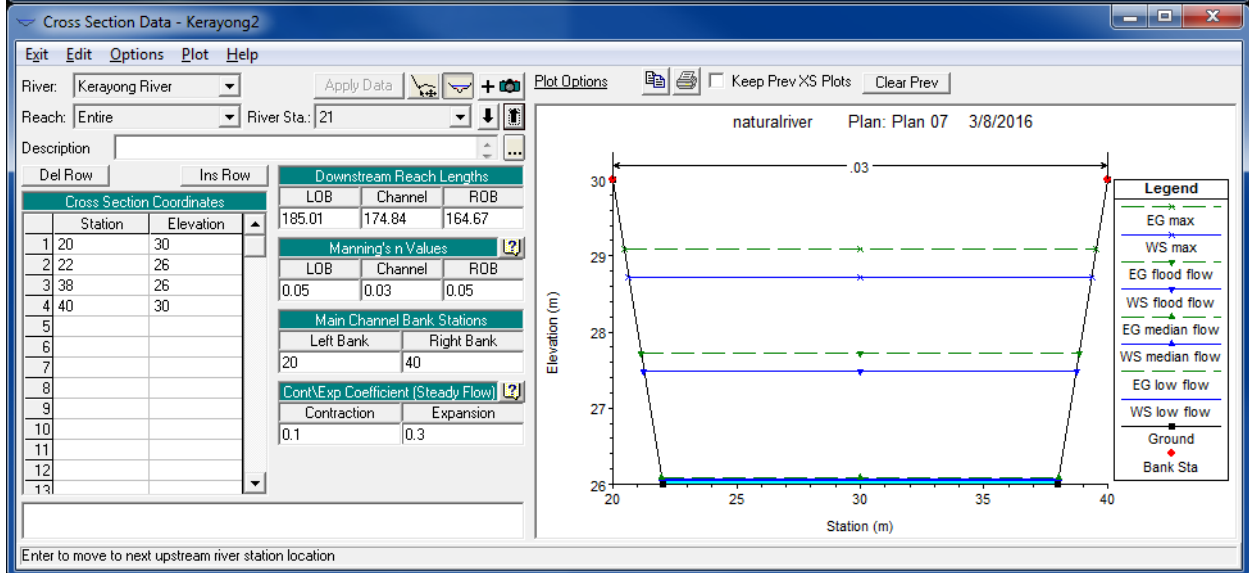 Cross Section Data - Kerayong2
Exit Edit Options Plot Help
River: Kerayong River Apply Data + Plot Options Keep Prev XS Plots Clear Prev
Reach: Entire River Sta.: 21
Description ...
Del Row Ins Row
Cross Section Coordinates
Station Elevation
1 20 30
2 22 26
3 38 26
4 40 30
5
6
7
8
9
10
11
12
13
Downstream Reach Lengths
LOB Channel ROB
185.01 174.84 164.67
Manning's n Values
LOB Channel ROB
0.05 0.03 0.05
Main Channel Bank Stations
Left Bank Right Bank
20 40
Cont\Exp Coefficient (Steady Flow)
Contraction Expansion
0.1 0.3
naturalriver Plan: Plan 07 3/8/2016
.03
30
29
28
27
26
Elevation (m)
20 25 30 35 40
Station (m)
Legend
EG max
WS max
EG flood flow
WS flood flow
EG median flow
WS median flow
EG low flow
WS low flow
Ground
Bank Sta
Enter to move to next upstream river station location